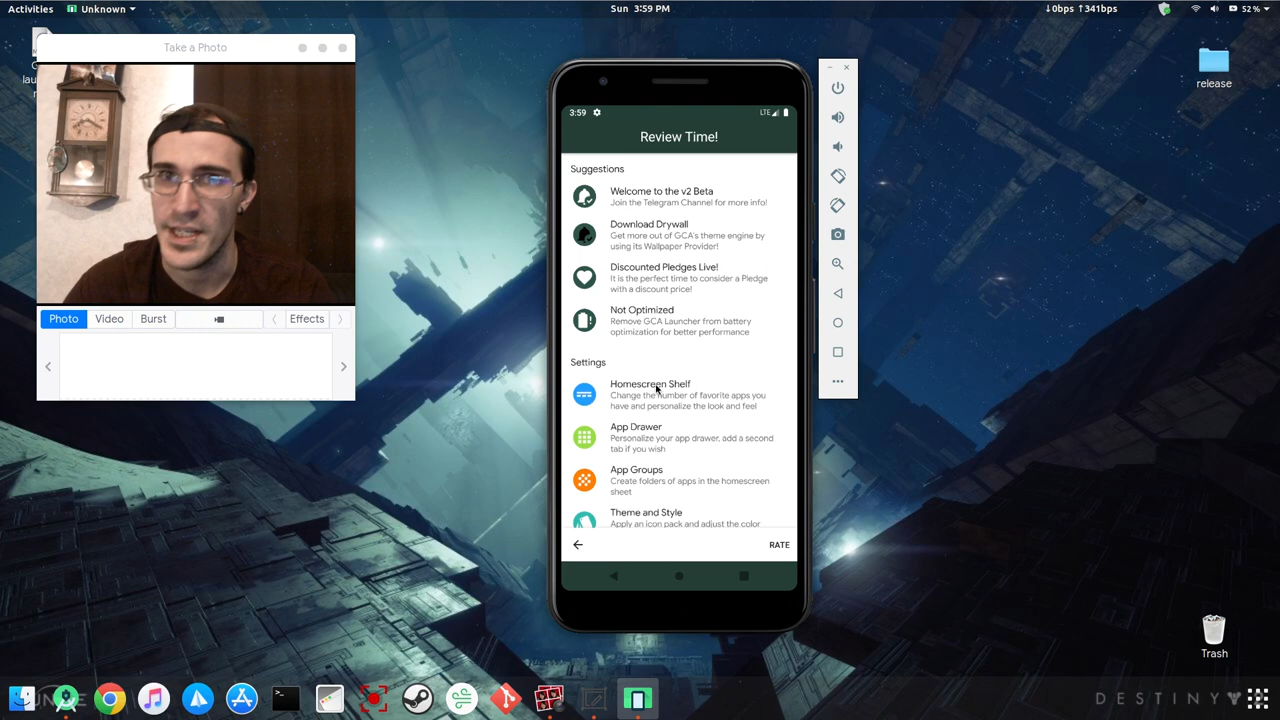 Activities
Unknown
Sun 3:59 PM
↓0bps ↑341bps
52 %
Take a Photo
Photo
Video
Burst
Effects
3:59
LTE
Review Time!
Suggestions
Welcome to the v2 Beta
Join the Telegram Channel for more info!
Download Drywall
Get more out of GCA's theme engine by
using its Wallpaper Provider!
Discounted Pledges Live!
It is the perfect time to consider a Pledge
with a discount price!
Not Optimized
Remove GCA Launcher from battery
optimization for better performance
Settings
Homescreen Shelf
Change the number of favorite apps you
have and personalize the look and feel
App Drawer
Personalize your app drawer, add a second
tab if you wish
App Groups
Create folders of apps in the homescreen
sheet
Theme and Style
Apply an icon pack and adjust the color
RATE
release
Trash
DESTINY